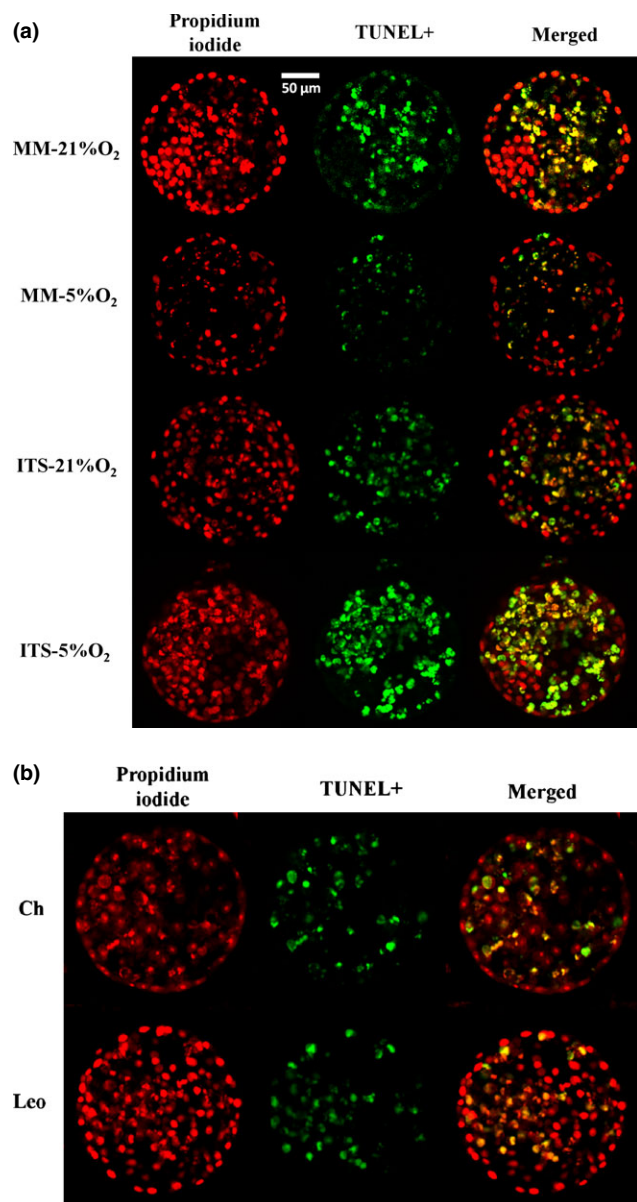 (a)
Propidium
iodide
TUNEL+
Merged
50 µm
MM-21%O₂
MM-5%O₂
ITS-21%O₂
ITS-5%O₂
(b)
Propidium
iodide
TUNEL+
Merged
Ch
Leo